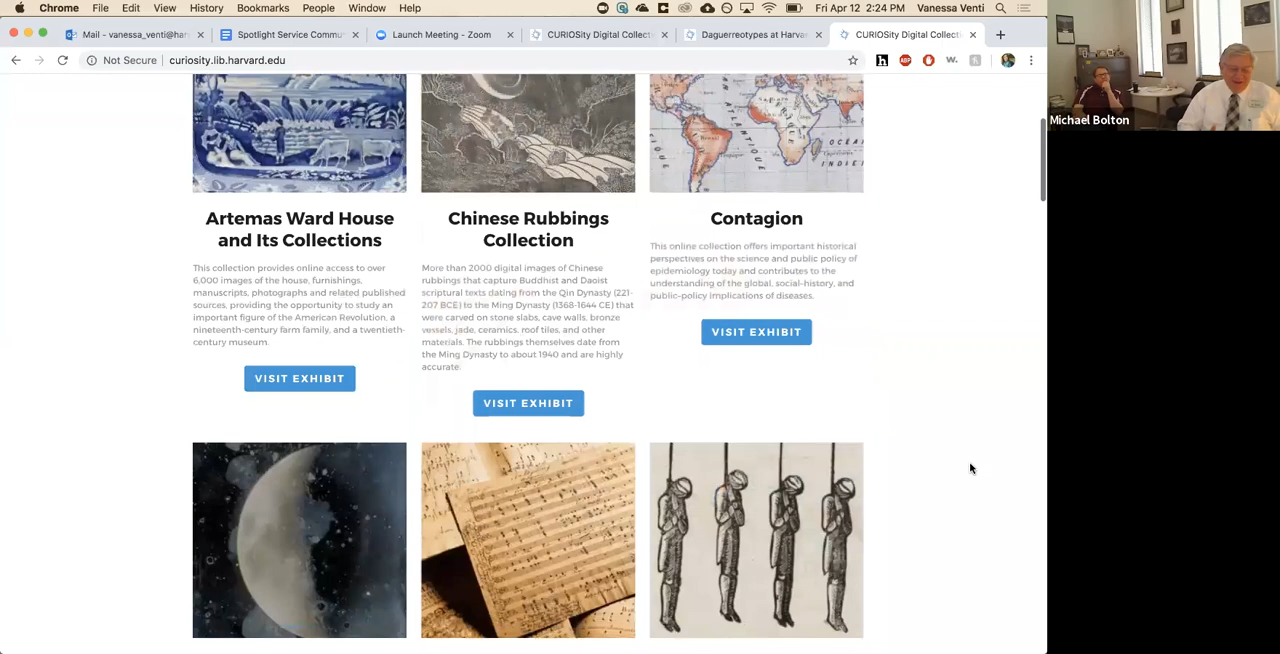 Chrome File Edit View History Bookmarks People Window Help Fri Apr 12 2:24 PM Vanessa Venti
Mail - vanessa_venti@har Spotlight Service Commu Launch Meeting - Zoom CURIOSity Digital Collect Daguerreotypes at Harva CURIOSity Digital Collecti
Not Secure curiosity.lib.harvard.edu
Michael Bolton
Artemas Ward House
and Its Collections
This collection provides online access to over
6,000 images of the house, furnishings,
manuscripts, photographs and related published
sources, providing the opportunity to study an
important figure of the American Revolution, a
nineteenth-century farm family, and a twentieth-
century museum.
VISIT EXHIBIT
Chinese Rubbings
Collection
More than 2000 digital images of Chinese
rubbings that capture Buddhist and Daoist
scriptural texts dating from the Qin Dynasty (221-
207 BCE) to the Ming Dynasty (1368-1644 CE) that
were carved on stone slabs, cave walls, bronze
vessels, jade, ceramics, roof tiles, and other
materials. The rubbings themselves date from
the Ming Dynasty to about 1940 and are highly
accurate.
VISIT EXHIBIT
Contagion
This online collection offers important historical
perspectives on the science and public policy of
epidemiology today and contributes to the
understanding of the global, social-history, and
public-policy implications of diseases.
VISIT EXHIBIT